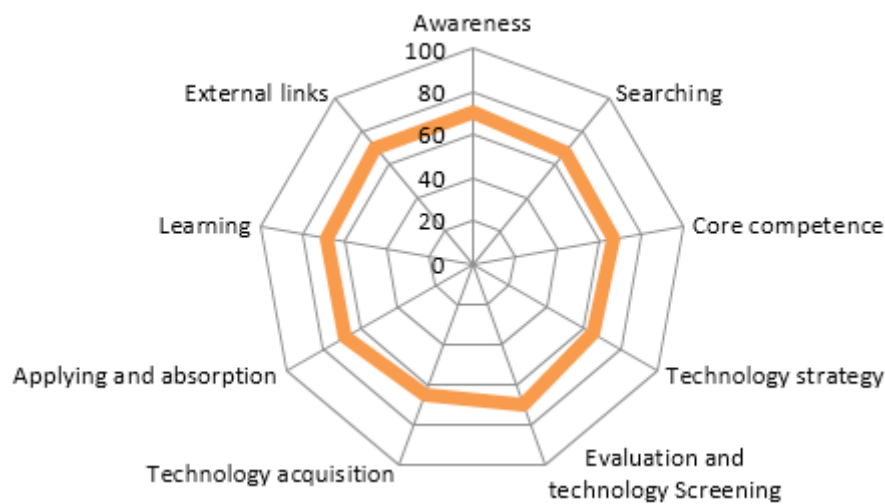 Awareness
100
External links
80
Searching
60
40
Learning
20
Core competence
0
Applying and absorption
Technology strategy
Evaluation and
technology Screening
Technology acquisition